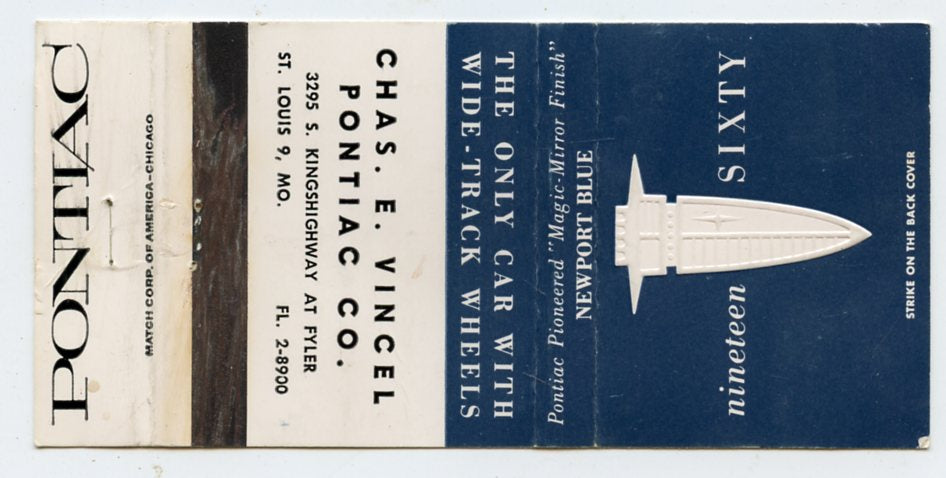 PONTIAC
MATCH CORP. OF AMERICA-CHICAGO
THE ONLY CAR WITH
WIDE-TRACK WHEELS
CHAS. E. VINCEL
PONTIAC CO.
3295 S. KINGSHIGHWAY AT FYLER
ST. LOUIS 9, MO. FL. 2-8900
Pontiac Pioneered "Magic-Mirror Finish"
NEWPORT BLUE
nineteen SIXTY
STRIKE ON THE BACK COVER